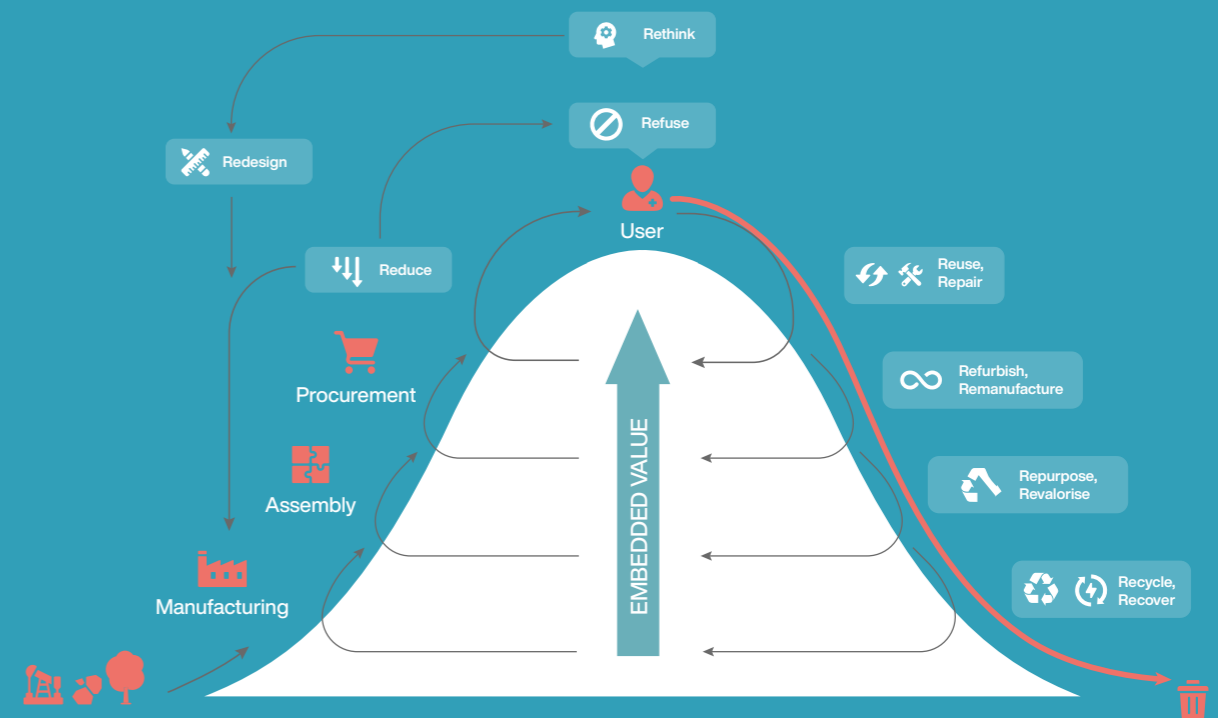 Rethink
Refuse
Redesign
User
Reduce
Reuse,
Repair
Procurement
Refurbish,
Remanufacture
EMBEDDED VALUE
Assembly
Repurpose,
Revalorise
Manufacturing
Recycle,
Recover